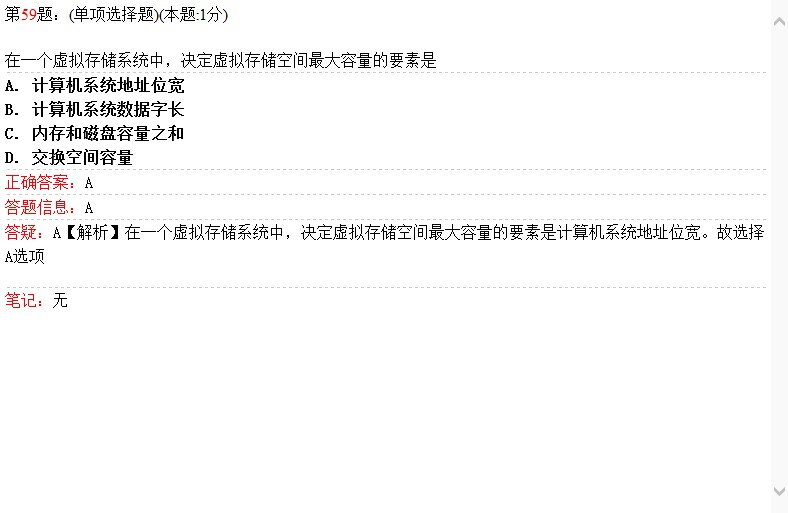 第59题：(单项选择题)(本题:1分)
在一个虚拟存储系统中，决定虚拟存储空间最大容量的要素是
A. 计算机系统地址位宽
B. 计算机系统数据字长
C. 内存和磁盘容量之和
D. 交换空间容量
正确答案：A
答题信息：A
答疑：A【解析】在一个虚拟存储系统中，决定虚拟存储空间最大容量的要素是计算机系统地址位宽。故选择
A选项
笔记：无